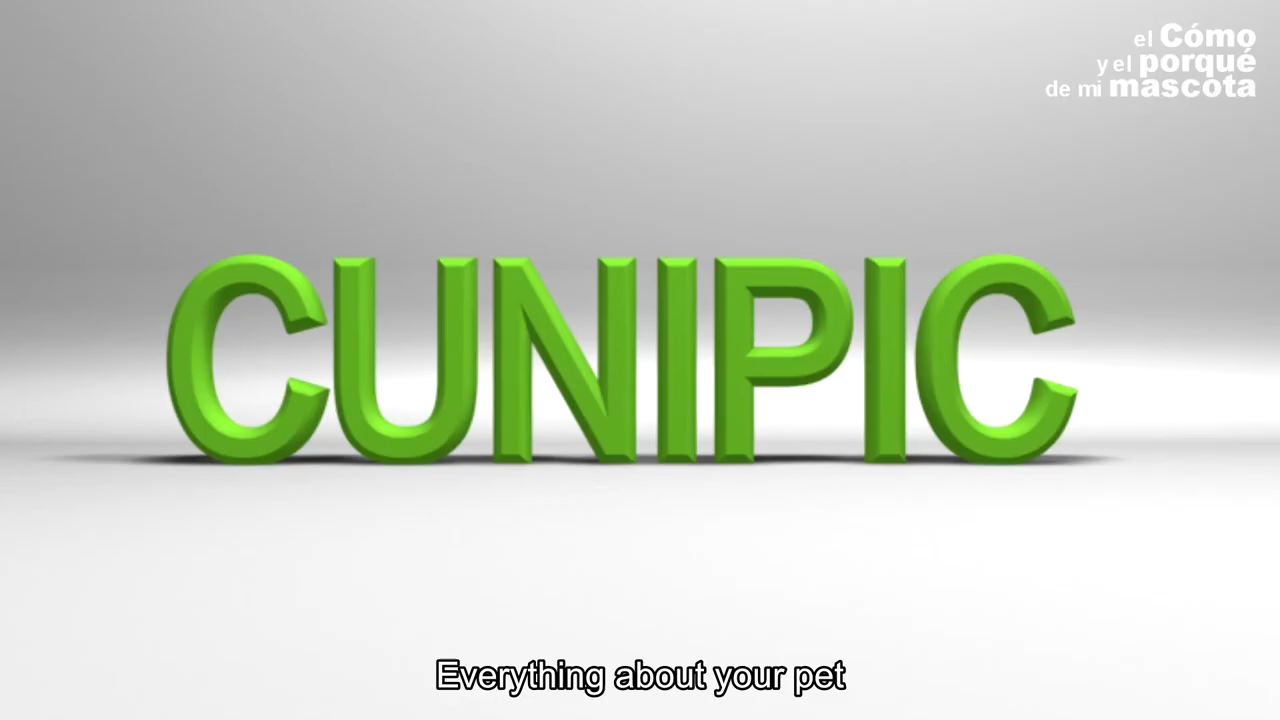 el Cómo
y el porqué
de mi mascota
CUNIPIC
Everything about your pet